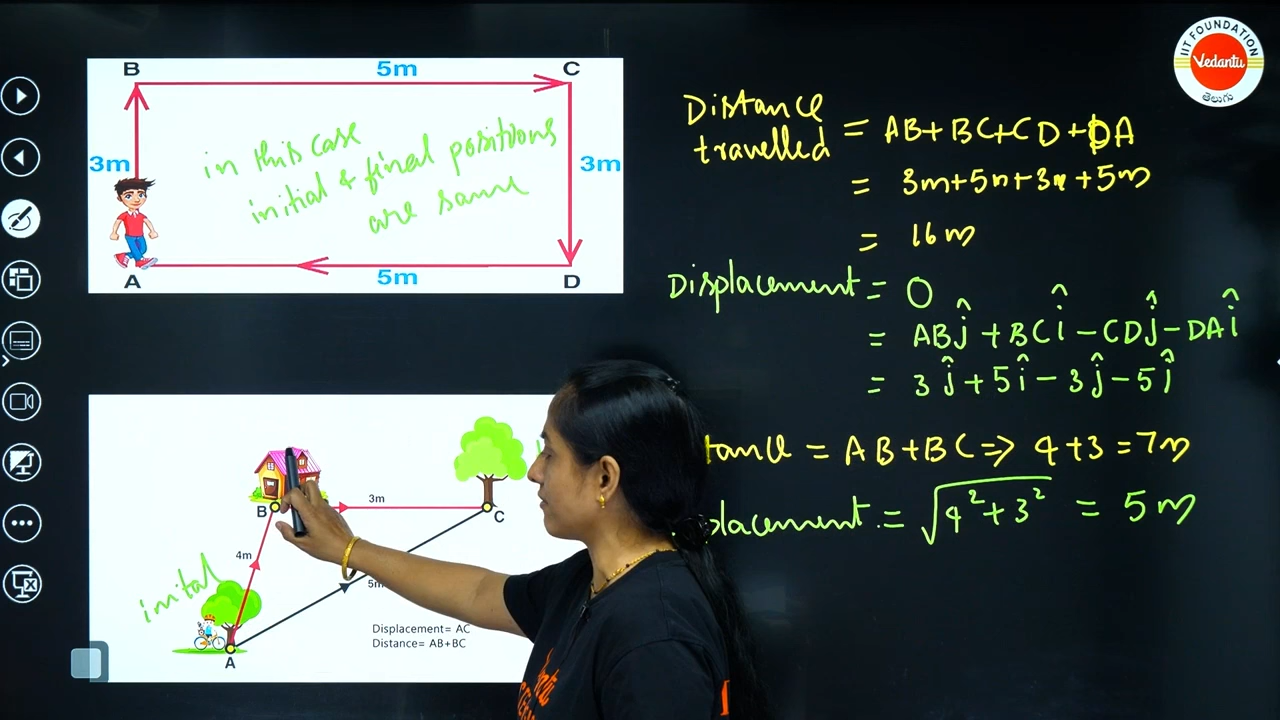 B 5m C
3m 3m
in this case
initial & final positions
are same
A 5m D
Distance
travelled = AB+BC+CD+DA
= 3m+5m+3m+5m
= 16m
Displacement = 0
= ABĵ + BCî - CDĵ - DAî
= 3ĵ + 5î - 3ĵ - 5î
tance = AB+BC ⇒ 4+3 = 7m
placement = √4²+3² = 5m
B 3m C
4m
inital
5m
A
Displacement= AC
Distance= AB+BC
IIT FOUNDATION
Vedantu
తెలుగు